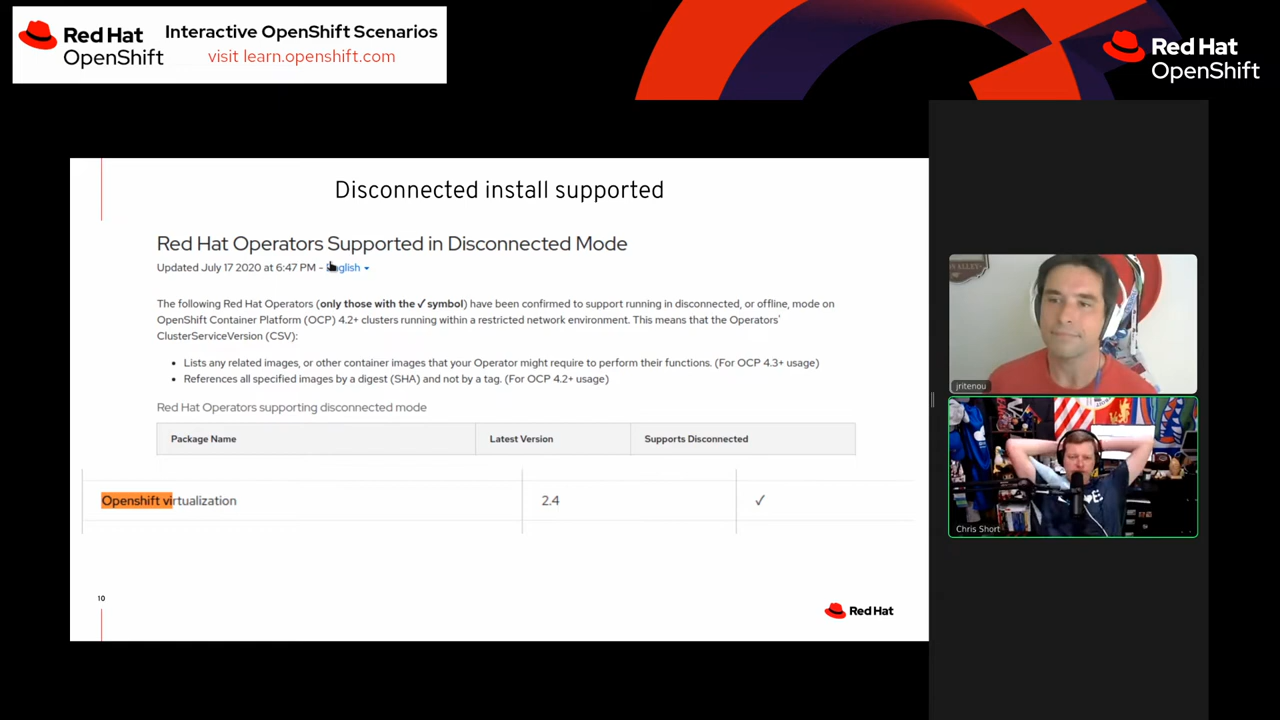 Red Hat
OpenShift
Interactive OpenShift Scenarios
visit learn.openshift.com
Red Hat
OpenShift
Disconnected install supported
Red Hat Operators Supported in Disconnected Mode
Updated July 17 2020 at 6:47 PM - English
The following Red Hat Operators (only those with the ✓ symbol) have been confirmed to support running in disconnected, or offline, mode on
OpenShift Container Platform (OCP) 4.2+ clusters running within a restricted network environment. This means that the Operators'
ClusterServiceVersion (CSV):
• Lists any related images, or other container images that your Operator might require to perform their functions. (For OCP 4.3+ usage)
• References all specified images by a digest (SHA) and not by a tag. (For OCP 4.2+ usage)
Red Hat Operators supporting disconnected mode
Package Name Latest Version Supports Disconnected
Openshift virtualization 2.4 ✓
10
Red Hat
jritenou
Chris Short